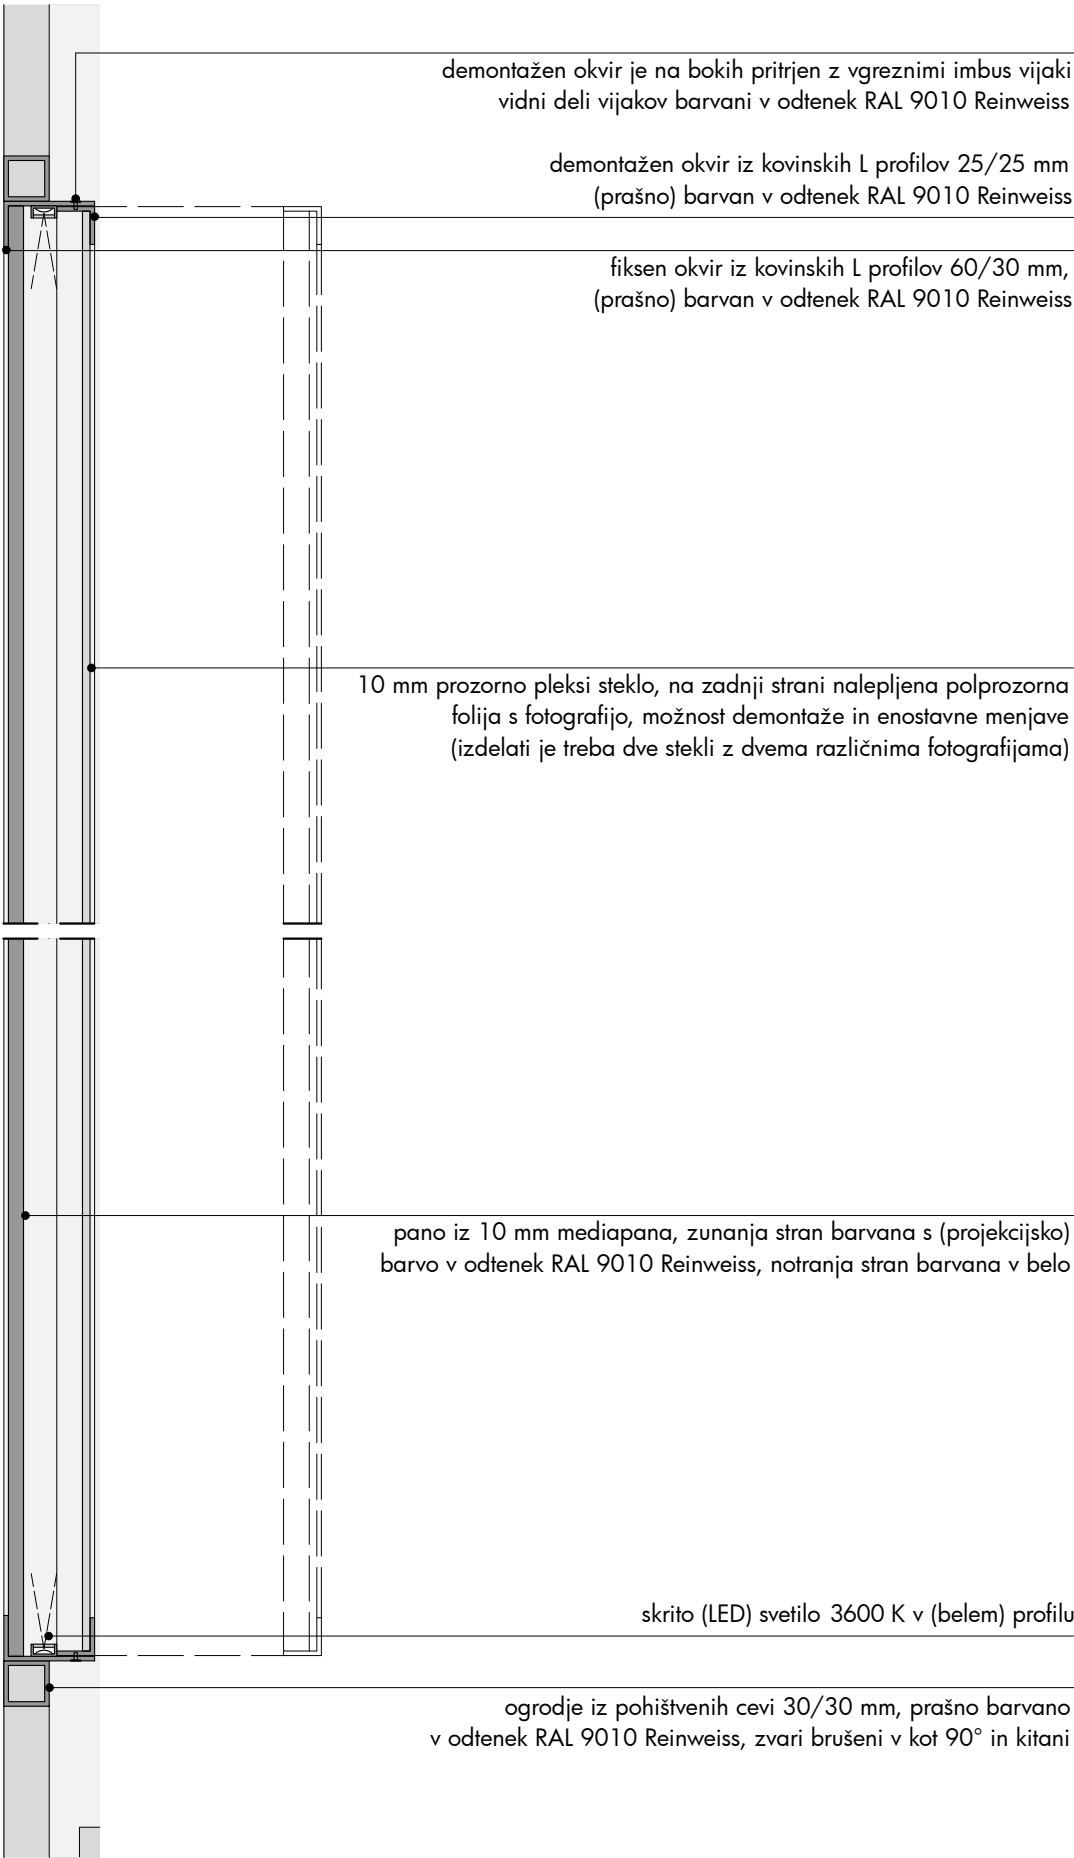 demontažen okvir je na bokih pritrjen z vgreznimi imbus vijaki
vidni deli vijakov barvani v odtenek RAL 9010 Reinweiss
demontažen okvir iz kovinskih L profilov 25/25 mm
(prašno) barvan v odtenek RAL 9010 Reinweiss
fiksen okvir iz kovinskih L profilov 60/30 mm,
(prašno) barvan v odtenek RAL 9010 Reinweiss
10 mm prozorno pleksi steklo, na zadnji strani nalepljena polprozorna
folija s fotografijo, možnost demontaže in enostavne menjave
(izdelati je treba dve stekli z dvema različnima fotografijama)
pano iz 10 mm mediapana, zunanja stran barvana s (projekcijsko)
barvo v odtenek RAL 9010 Reinweiss, notranja stran barvana v belo
skrito (LED) svetilo 3600 K v (belem) profilu
ogrodje iz pohištvenih cevi 30/30 mm, prašno barvano
v odtenek RAL 9010 Reinweiss, zvari brušeni v kot 90° in kitani